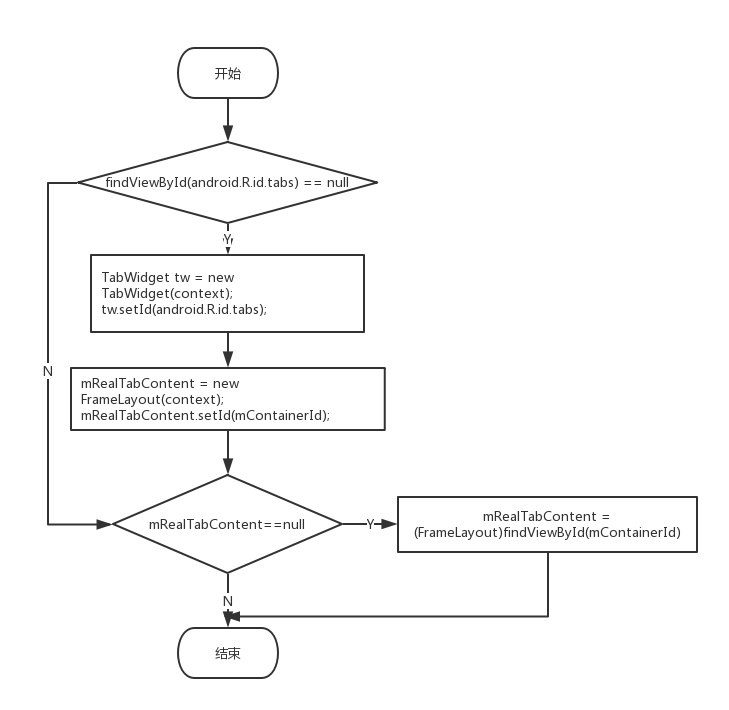 开始
findViewById(android.R.id.tabs) == null
Y
TabWidget tw = new
TabWidget(context);
tw.setId(android.R.id.tabs);
N
mRealTabContent = new
FrameLayout(context);
mRealTabContent.setId(mContainerId);
mRealTabContent==null
Y
mRealTabContent =
(FrameLayout)findViewById(mContainerId)
N
结束